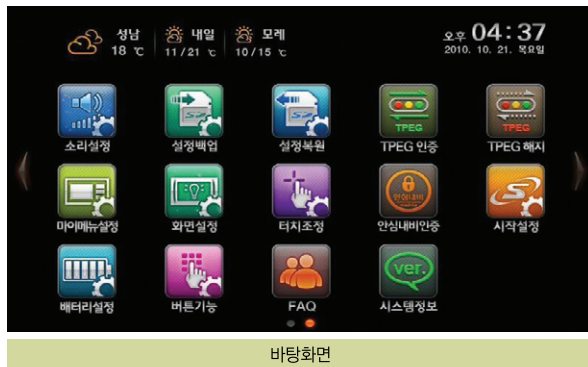 성남 내일 모레
18 ℃ 11/21 ℃ 10/15 ℃
오후 04:37
2010. 10. 21. 목요일
소리설정 설정백업 설정복원 TPEG 인증 TPEG 해지
SD SD TPEG TPEG
마이메뉴설정 화면설정 터치조정 안심내비인증 시작설정
안심내비
배터리설정 버튼기능 FAQ 시스템정보
ver.
바탕화면